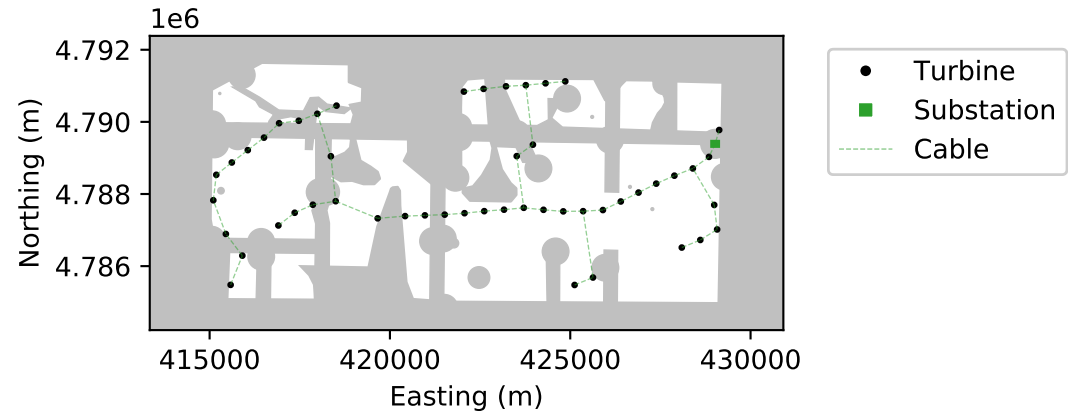 1e6
4.792
4.790
4.788
4.786
Northing (m)
415000 420000 425000 430000
Easting (m)
Turbine
Substation
Cable